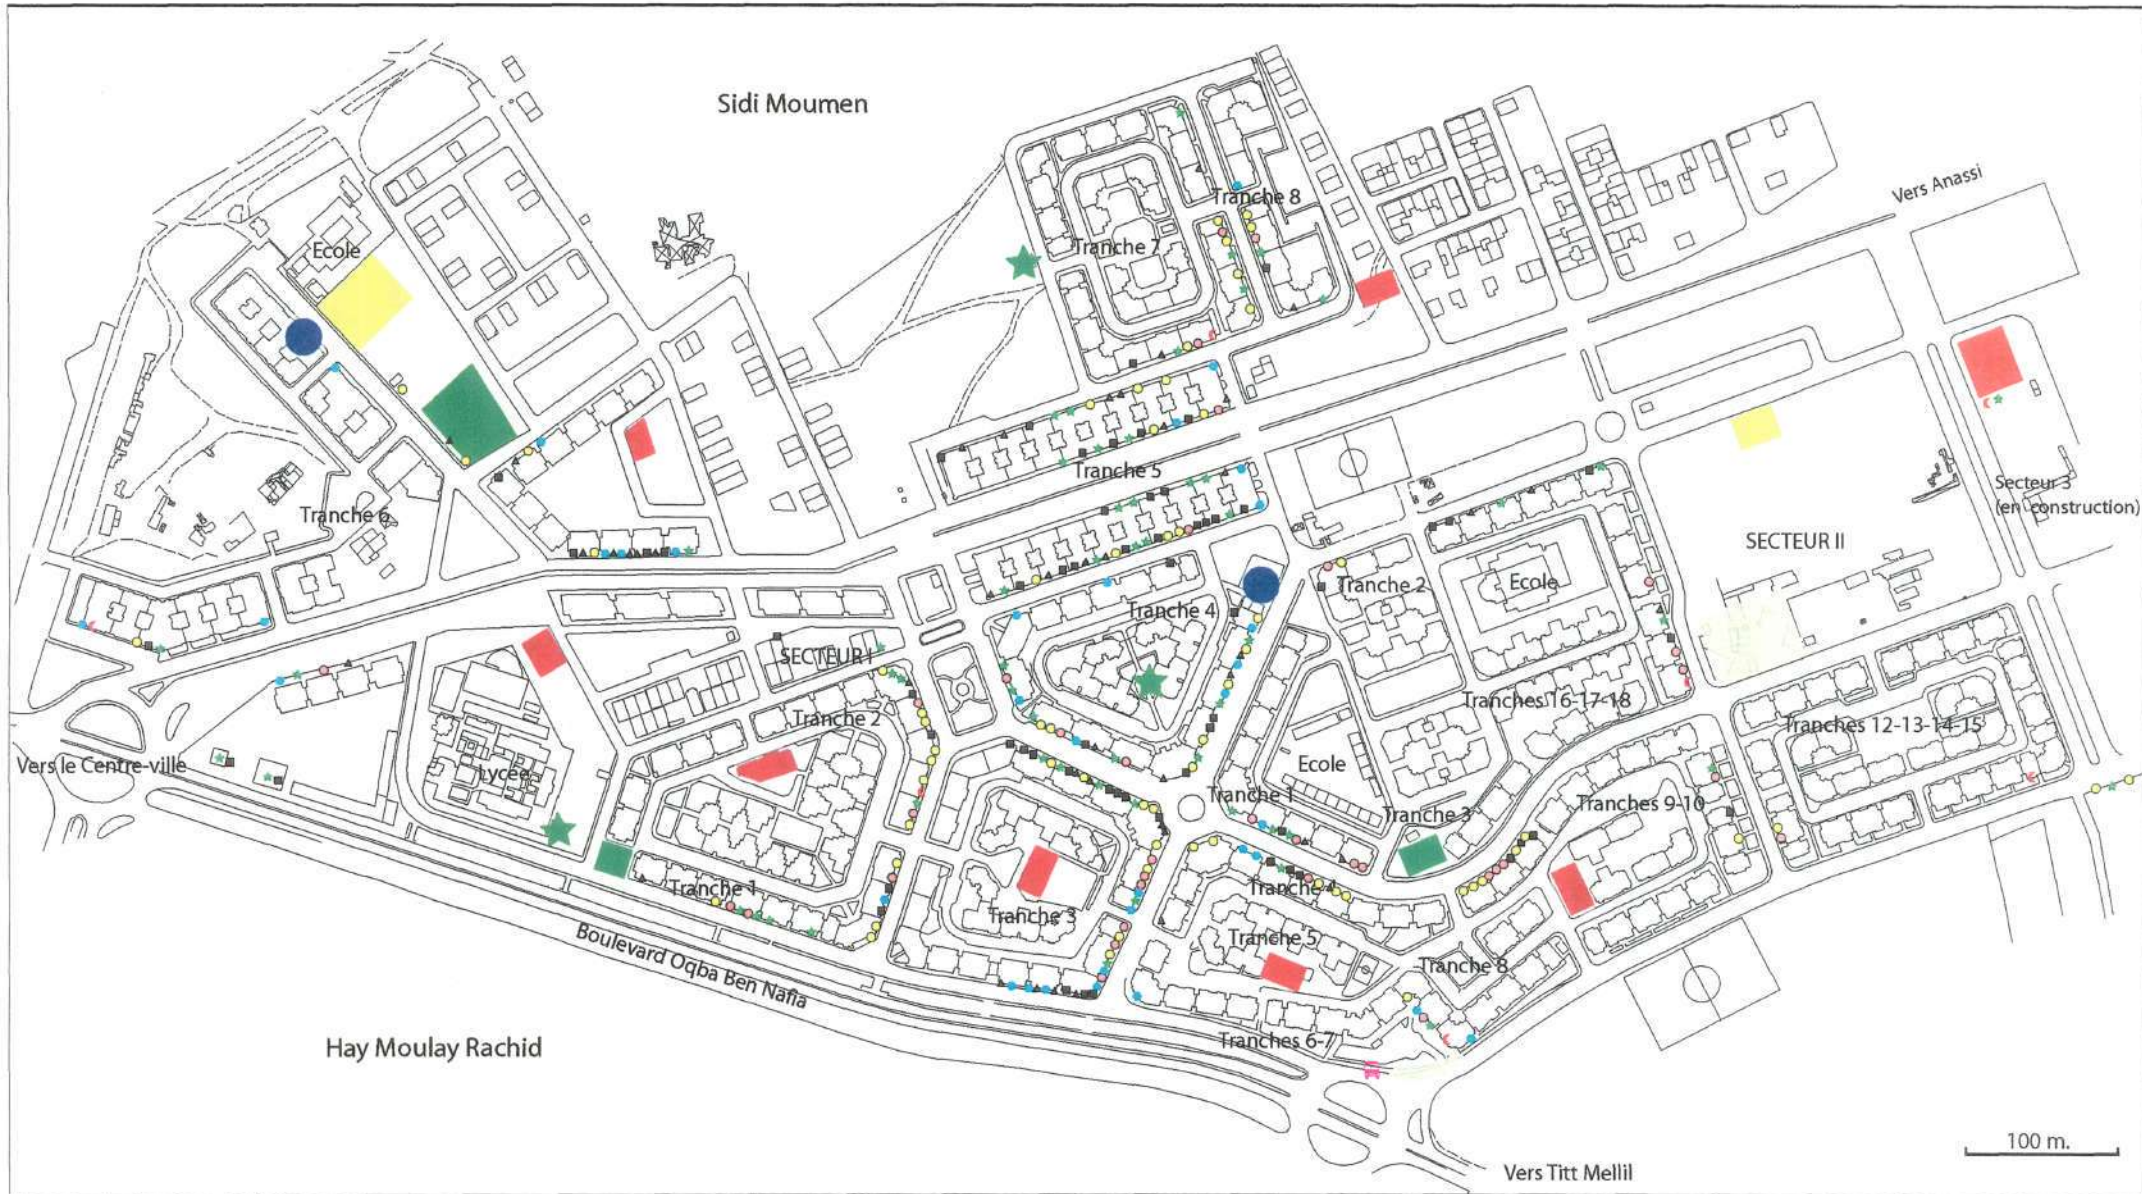 Sidi Moumen
Vers Anassi
Tranche 8
Ecole
Tranche 7
Tranche 5
Secteur 3
(en construction)
Tranche 6
SECTEUR II
Tranche 2
Ecole
Tranche 4
SECTEUR I
Tranches 16-17-18
Tranche 2
Tranches 12-13-14-15
Vers le Centre-ville
Lycée
Ecole
Tranche 1
Tranche 3
Tranches 9-10
Tranche 1
Tranche 4
Tranche 3
Tranche 5
Tranche 8
Boulevard Oqba Ben Nafia
Hay Moulay Rachid
Tranches 6-7
100 m.
Vers Titt Mellil